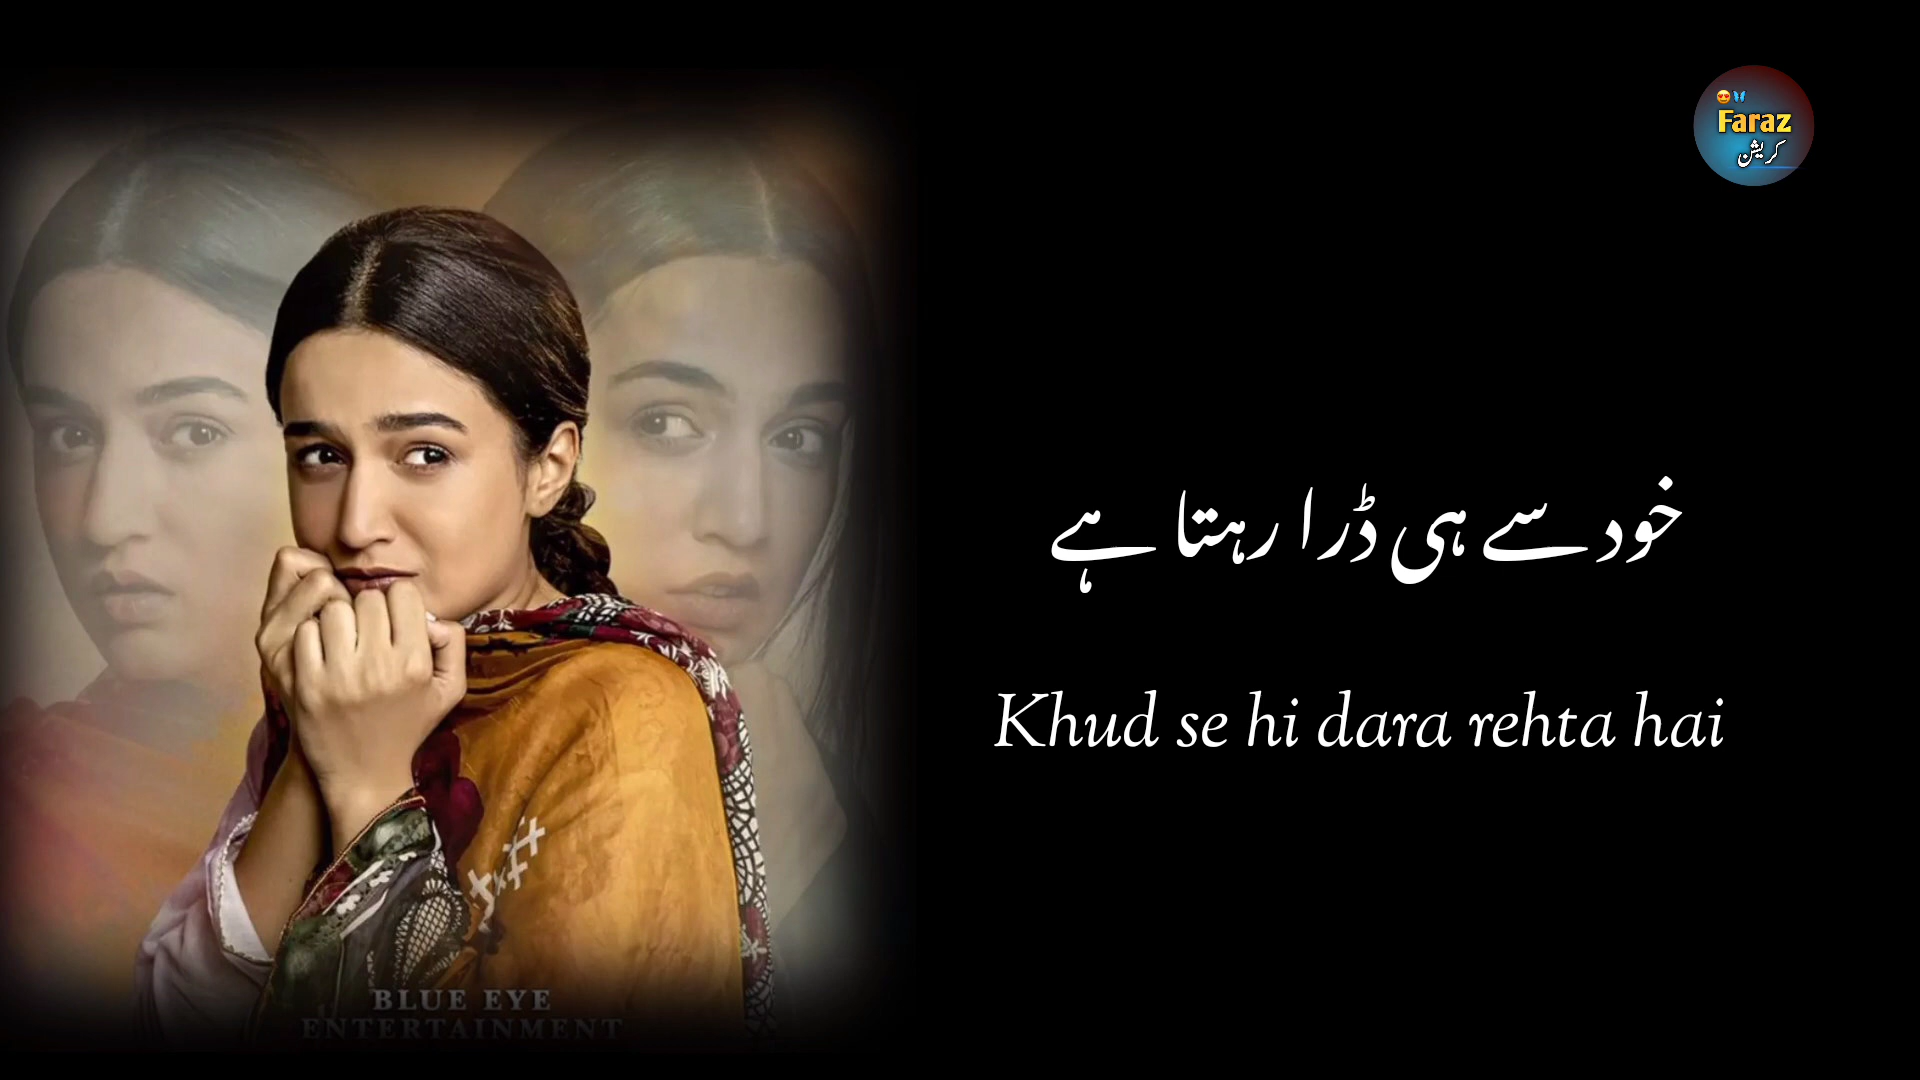 😍🦋
Faraz
کریشن
خود سے ہی ڈرا رہتا ہے
Khud se hi dara rehta hai
BLUE EYE
ENTERTAINMENT